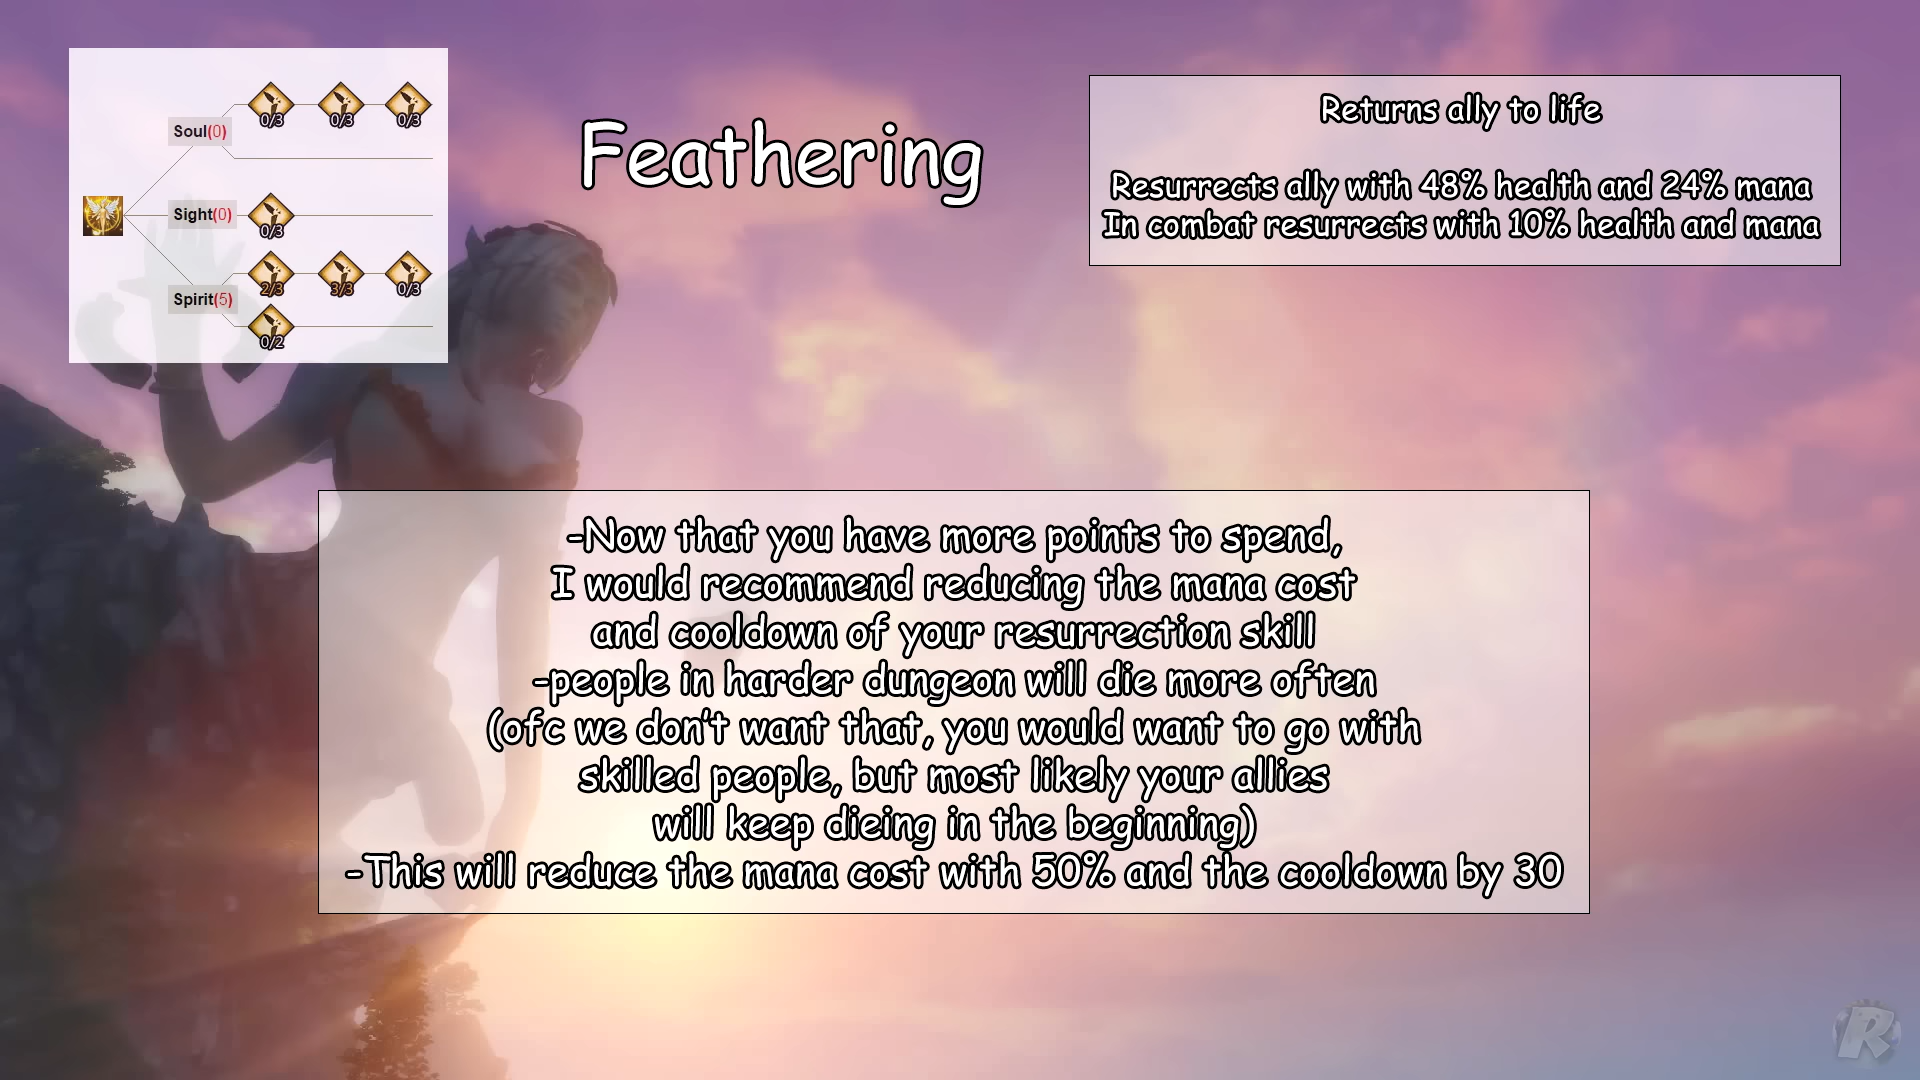 Soul(0)
0/3 0/3 0/3
Sight(0)
0/3
Spirit(5)
2/3 3/3 0/3
0/2
Feathering
Returns ally to life
Resurrects ally with 48% health and 24% mana
In combat resurrects with 10% health and mana
-Now that you have more points to spend,
I would recommend reducing the mana cost
and cooldown of your resurrection skill
-people in harder dungeon will die more often
(ofc we don't want that, you would want to go with
skilled people, but most likely your allies
will keep dieing in the beginning)
-This will reduce the mana cost with 50% and the cooldown by 30
R